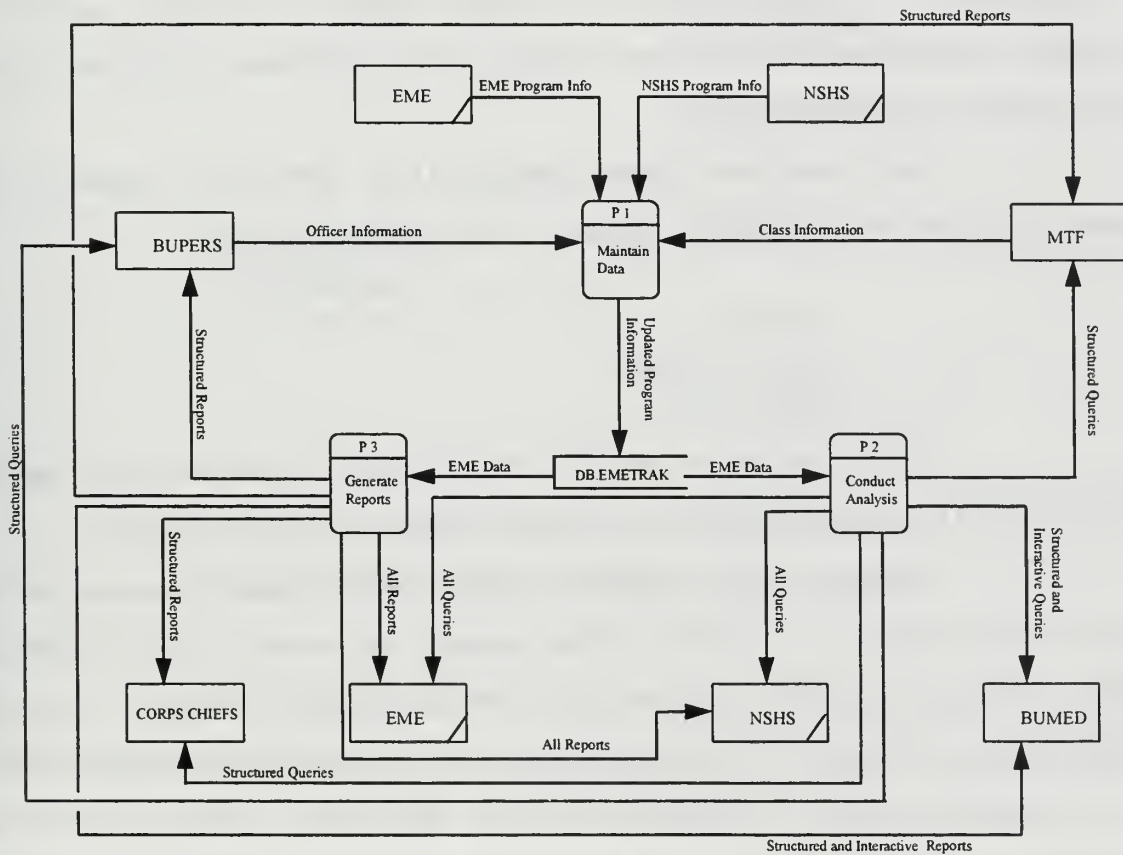 Structured Reports
EME
EME Program Info
NSHS Program Info
NSHS
P 1
Maintain
Data
BUPERS
Officer Information
Class Information
MTF
Structured Reports
Updated Program
Information
Structured Queries
Structured Queries
P 3
Generate
Reports
EME Data
DB.EMETRAK
EME Data
P 2
Conduct
Analysis
Structured Reports
All Reports
All Queries
All Queries
Structured and
Interactive Queries
CORPS CHIEFS
EME
All Reports
NSHS
BUMED
Structured Queries
Structured and Interactive Reports